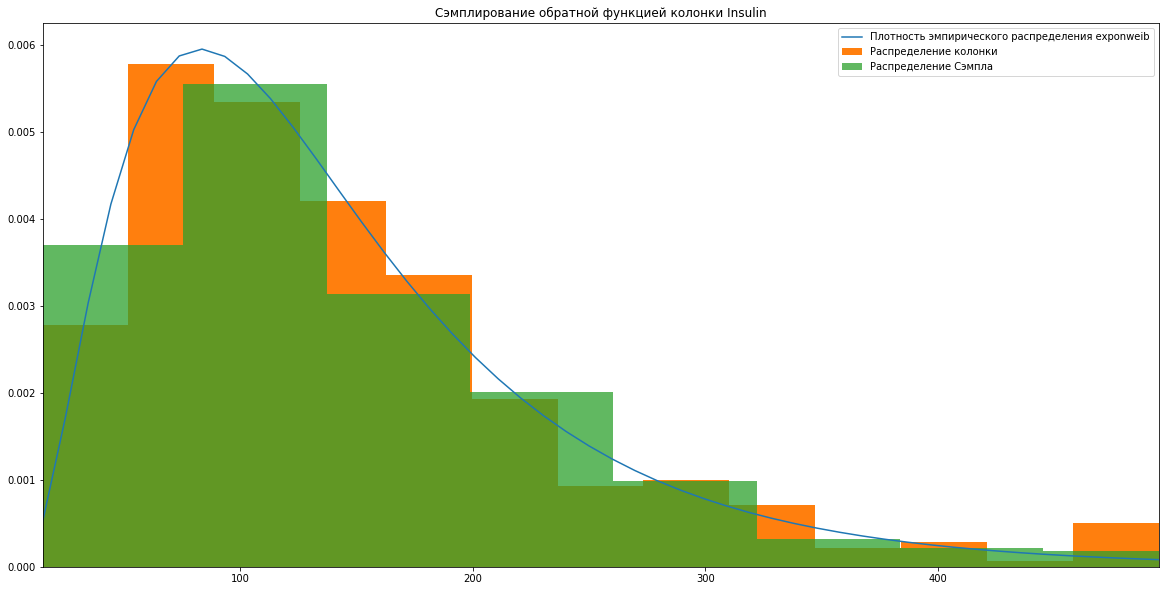 Сэмплирование обратной функцией колонки Insulin
Плотность эмпирического распределения exponweib
Распределение колонки
Распределение Сэмпла
0.006
0.005
0.004
0.003
0.002
0.001
0.000
100
200
300
400